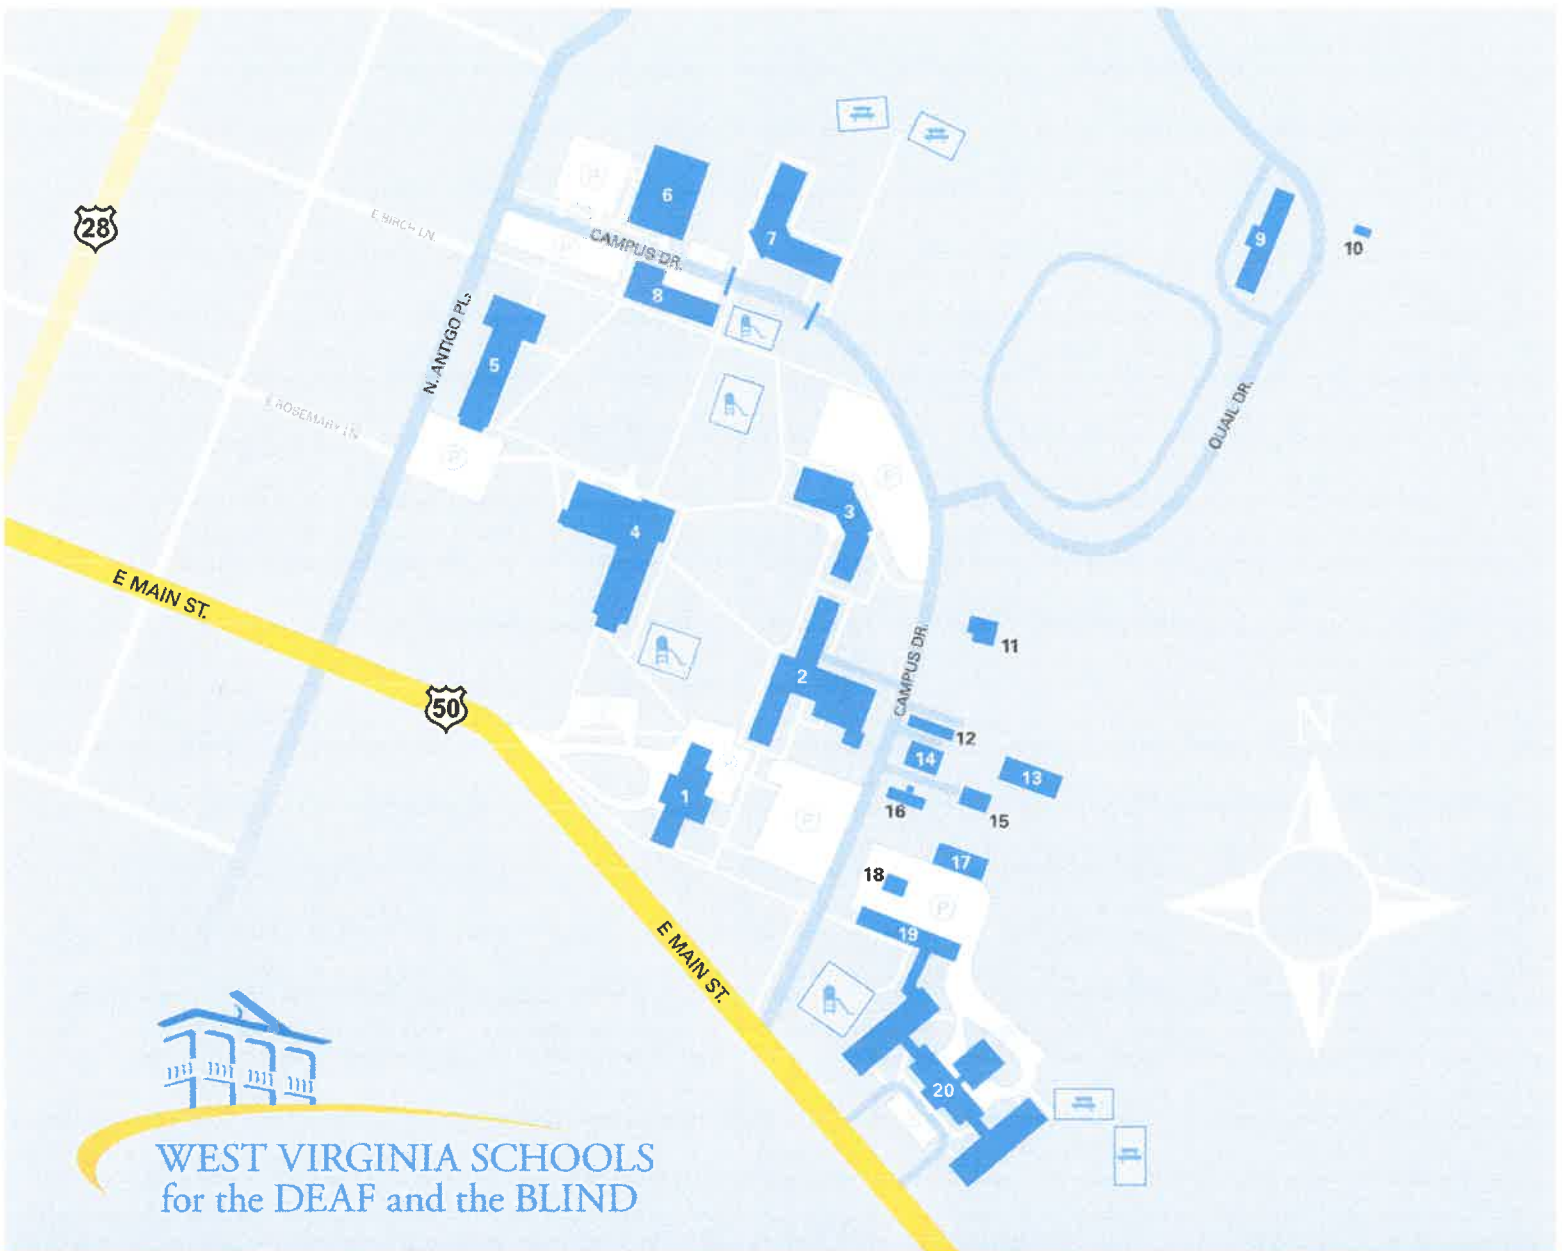 28
E BIRCH LN.
CAMPUS DR.
N. ANTIGO PL.
E ROSEMARY LN
E MAIN ST.
50
6
7
8
5
9
10
QUAIL DR.
3
4
11
2
CAMPUS DR.
12
14
13
1
16
15
17
18
19
20
E MAIN ST.
P
P
P
P
P
P
N
WEST VIRGINIA SCHOOLS
for the DEAF and the BLIND